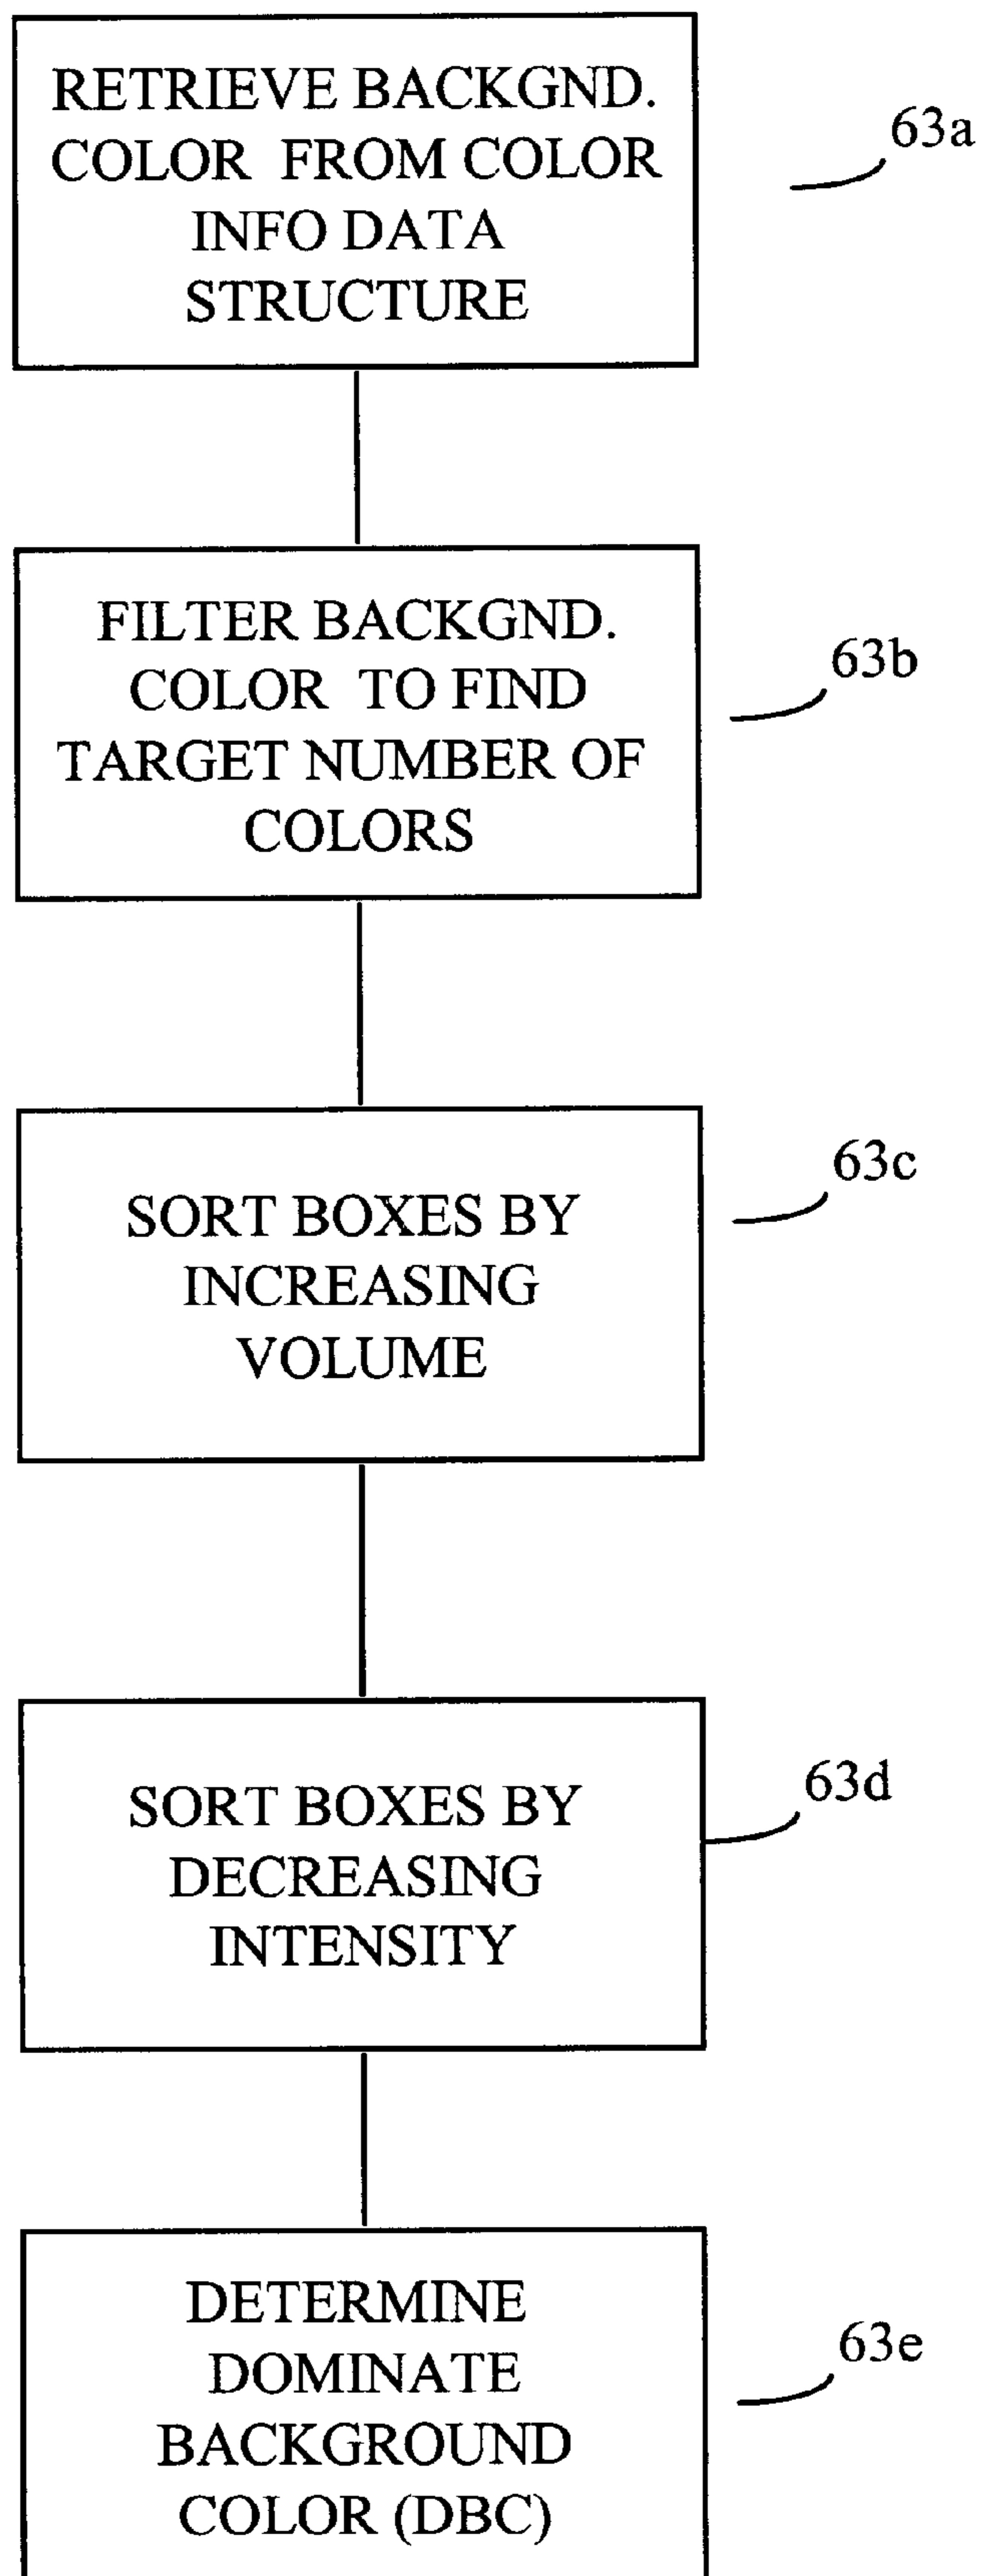 RETRIEVE BACKGND.
COLOR FROM COLOR
INFO DATA
STRUCTURE
63a
FILTER BACKGND.
COLOR TO FIND
TARGET NUMBER OF
COLORS
63b
SORT BOXES BY
INCREASING
VOLUME
63c
SORT BOXES BY
DECREASING
INTENSITY
63d
DETERMINE
DOMINATE
BACKGROUND
COLOR (DBC)
63e